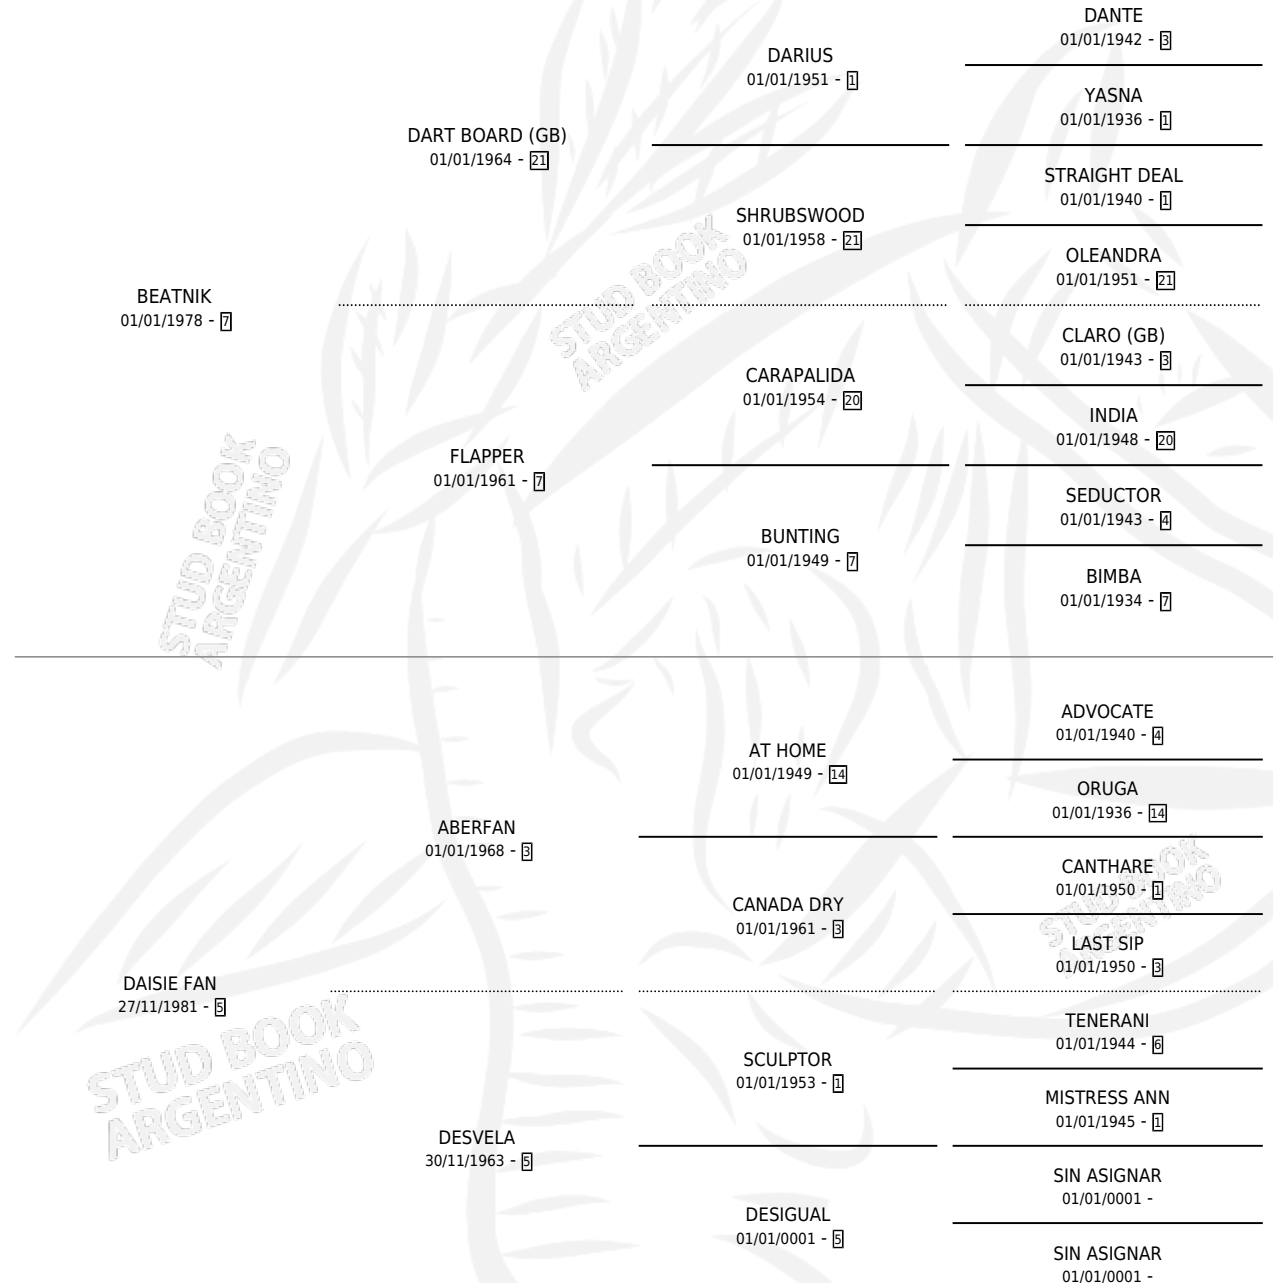 BEATNIK
01/01/1978 - 7
DART BOARD (GB)
01/01/1964 - 21
DARIUS
01/01/1951 - 1
DANTE
01/01/1942 - 3
YASNA
01/01/1936 - 1
SHRUBSWOOD
01/01/1958 - 21
STRAIGHT DEAL
01/01/1940 - 1
OLEANDRA
01/01/1951 - 21
FLAPPER
01/01/1961 - 7
CARAPALIDA
01/01/1954 - 20
CLARO (GB)
01/01/1943 - 3
INDIA
01/01/1948 - 20
BUNTING
01/01/1949 - 7
SEDUCTOR
01/01/1943 - 4
BIMBA
01/01/1934 - 7
DAISIE FAN
27/11/1981 - 5
ABERFAN
01/01/1968 - 3
AT HOME
01/01/1949 - 14
ADVOCATE
01/01/1940 - 4
ORUGA
01/01/1936 - 14
CANADA DRY
01/01/1961 - 3
CANTHARE
01/01/1950 - 1
LAST SIP
01/01/1950 - 3
DESVELA
30/11/1963 - 5
SCULPTOR
01/01/1953 - 1
TENERANI
01/01/1944 - 6
MISTRESS ANN
01/01/1945 - 1
DESIGUAL
01/01/0001 - 5
SIN ASIGNAR
01/01/0001 -
SIN ASIGNAR
01/01/0001 -
STUD BOOK
ARGENTINO
STUD BOOK
ARGENTINO
STUD BOOK
ARGENTINO
STUD BOOK
ARGENTINO